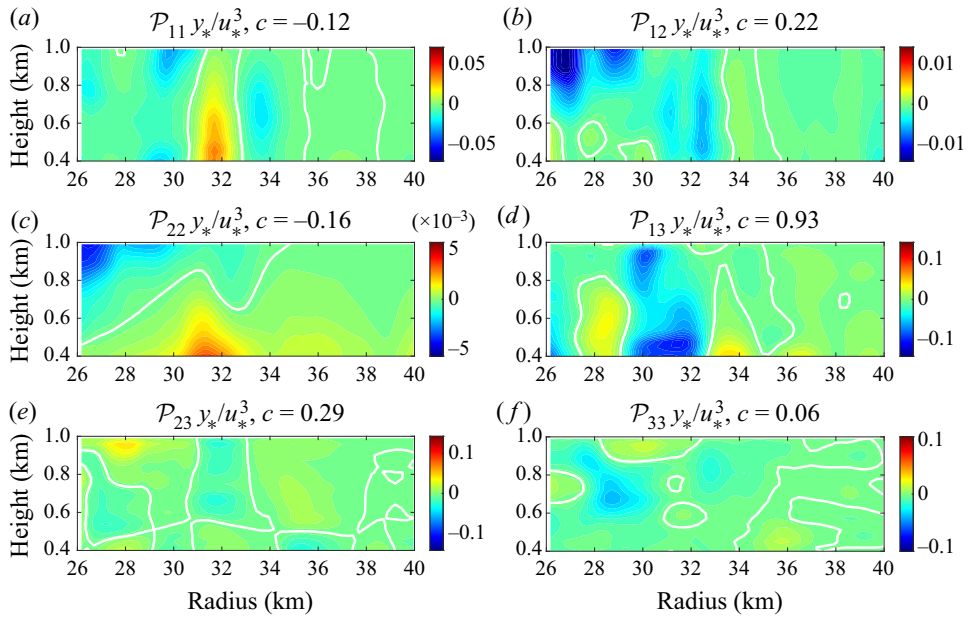 (a) 𝒫₁₁ y*/u*³, c = –0.12
Height (km)
1.0
0.8
0.6
0.4
26 28 30 32 34 36 38 40
0.05
0
–0.05
(b) 𝒫₁₂ y*/u*³, c = 0.22
1.0
0.8
0.6
0.4
26 28 30 32 34 36 38 40
0.01
0
–0.01
(c) 𝒫₂₂ y*/u*³, c = –0.16 (×10⁻³)
Height (km)
1.0
0.8
0.6
0.4
26 28 30 32 34 36 38 40
5
0
–5
(d) 𝒫₁₃ y*/u*³, c = 0.93
1.0
0.8
0.6
0.4
26 28 30 32 34 36 38 40
0.1
0
–0.1
(e) 𝒫₂₃ y*/u*³, c = 0.29
Height (km)
1.0
0.8
0.6
0.4
26 28 30 32 34 36 38 40
Radius (km)
0.1
0
–0.1
(f) 𝒫₃₃ y*/u*³, c = 0.06
1.0
0.8
0.6
0.4
26 28 30 32 34 36 38 40
Radius (km)
0.1
0
–0.1